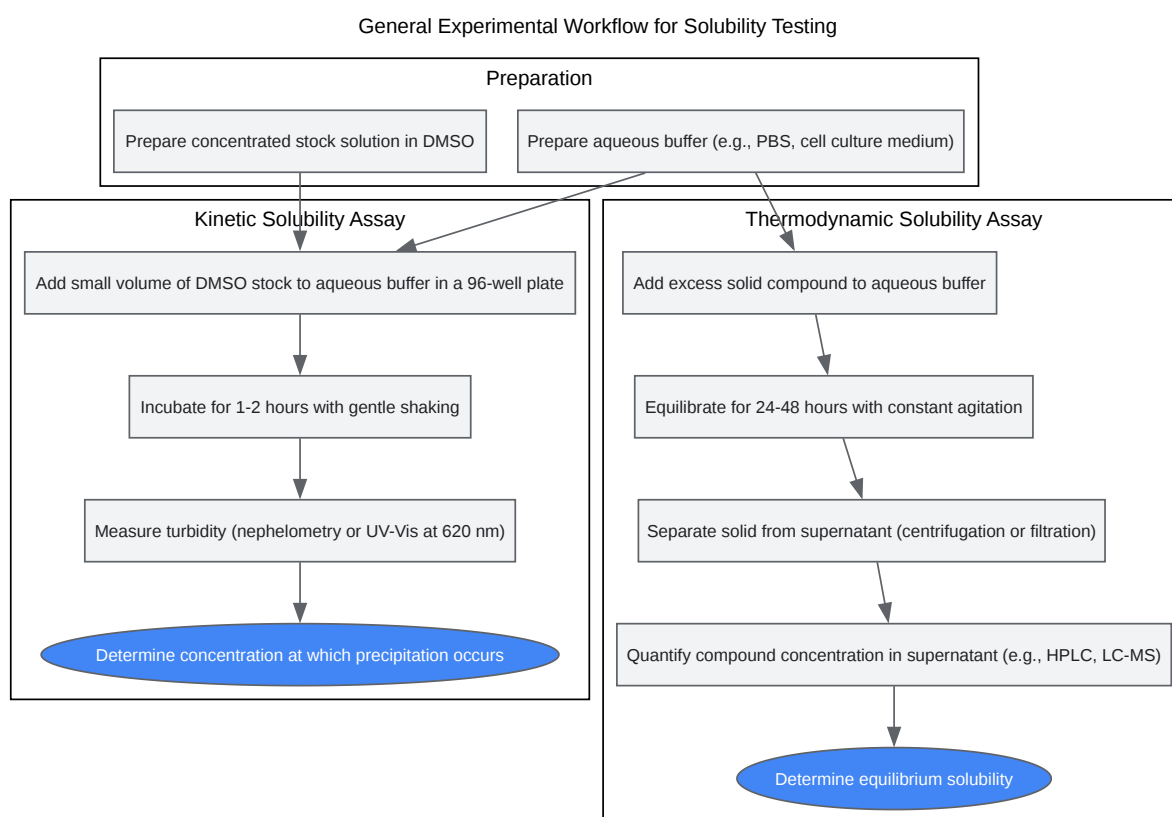 General Experimental Workflow for Solubility Testing
Preparation
Prepare concentrated stock solution in DMSO
Prepare aqueous buffer (e.g., PBS, cell culture medium)
Kinetic Solubility Assay
Add small volume of DMSO stock to aqueous buffer in a 96-well plate
Incubate for 1-2 hours with gentle shaking
Measure turbidity (nephelometry or UV-Vis at 620 nm)
Determine concentration at which precipitation occurs
Thermodynamic Solubility Assay
Add excess solid compound to aqueous buffer
Equilibrate for 24-48 hours with constant agitation
Separate solid from supernatant (centrifugation or filtration)
Quantify compound concentration in supernatant (e.g., HPLC, LC-MS)
Determine equilibrium solubility